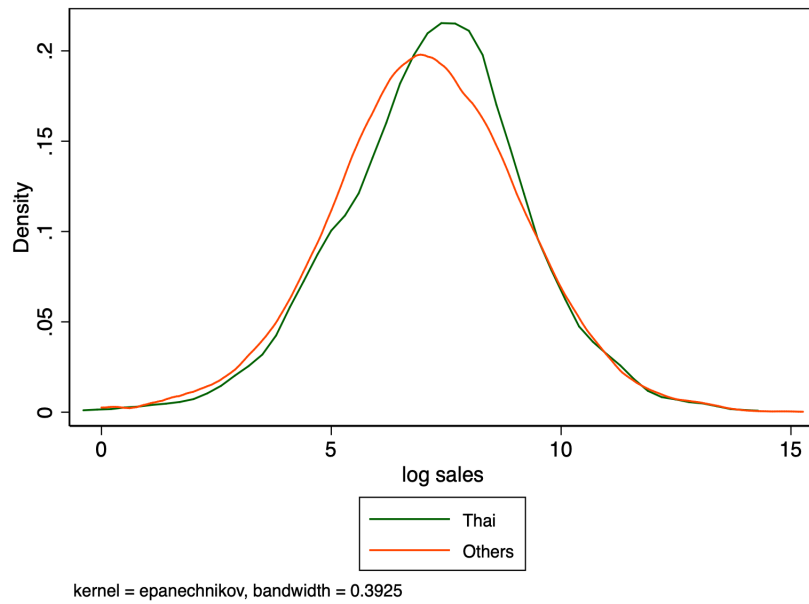 Density
0
.05
.1
.15
.2
0
5
10
15
log sales
Thai
Others
kernel = epanechnikov, bandwidth = 0.3925